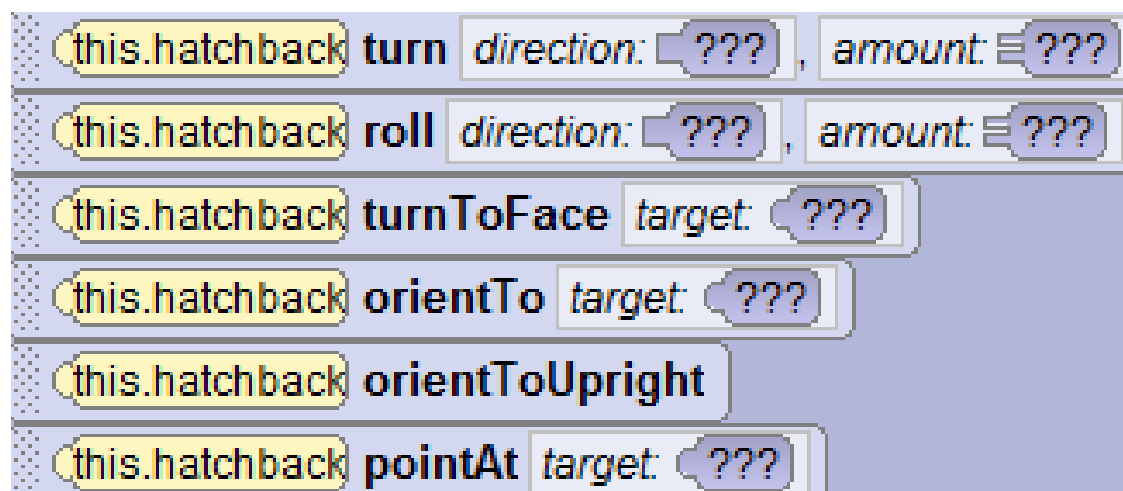 this.hatchback turn direction: ???, amount: ???
this.hatchback roll direction: ???, amount: ???
this.hatchback turnToFace target: ???
this.hatchback orientTo target: ???
this.hatchback orientToUpright
this.hatchback pointAt target: ???